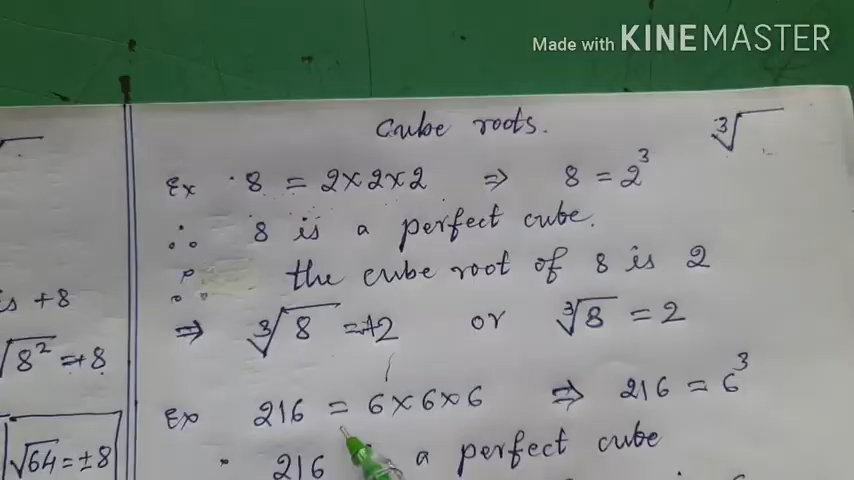 Made with KINEMASTER
Cube roots. ∛
Ex 8 = 2×2×2 ⇒ 8 = 2³
∴ 8 is a perfect cube.
∴ the cube root of 8 is 2
⇒ ∛8 = +2 or ∛8 = 2
Ex 216 = 6×6×6 ⇒ 216 = 6³
216 a perfect cube
is +8
√8² = +8
√64 = ±8